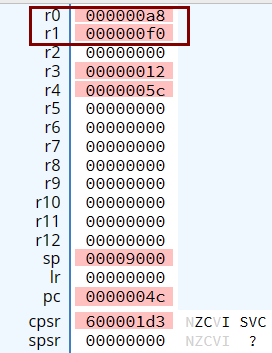 r0 000000a8
r1 000000f0
r2 00000000
r3 00000012
r4 0000005c
r5 00000000
r6 00000000
r7 00000000
r8 00000000
r9 00000000
r10 00000000
r11 00000000
r12 00000000
sp 00009000
lr 00000000
pc 0000004c
cpsr 600001d3 NZCVI SVC
spsr 00000000 NZCVI ?